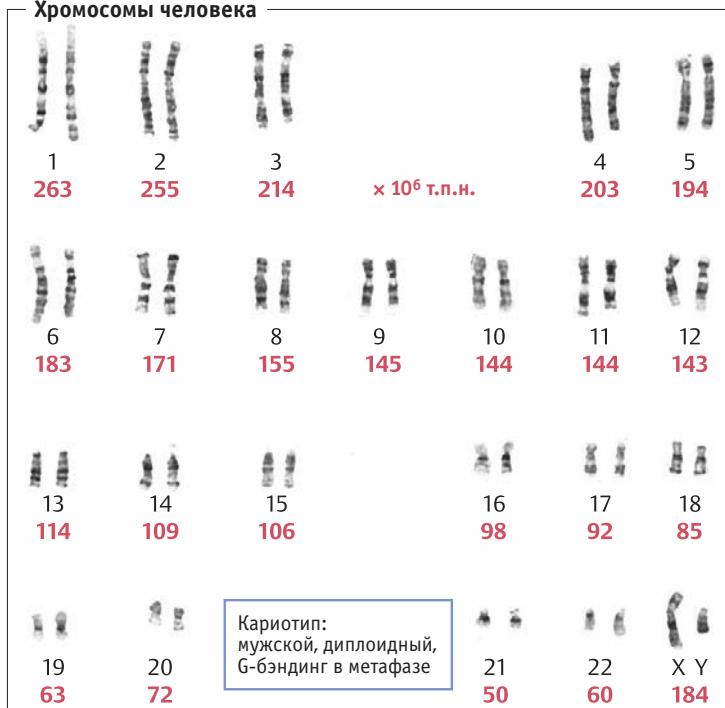 Хромосомы человека
1 2 3 4 5
263 255 214 × 10⁶ т.п.н. 203 194
6 7 8 9 10 11 12
183 171 155 145 144 144 143
13 14 15 16 17 18
114 109 106 98 92 85
Кариотип:
мужской, диплоидный,
G-бэндинг в метафазе
19 20 21 22 X Y
63 72 50 60 184